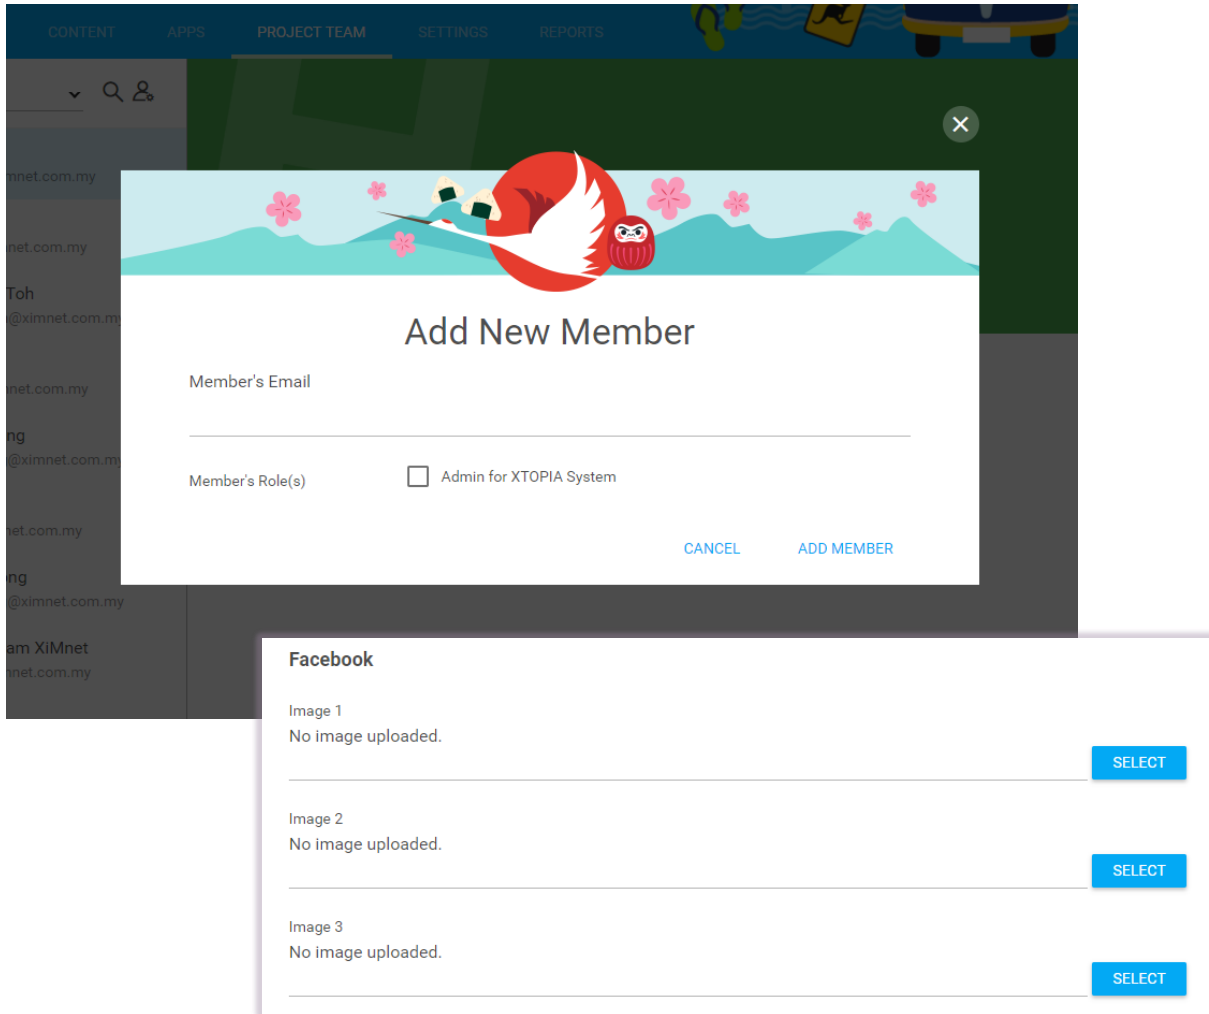 CONTENT APPS PROJECT TEAM SETTINGS REPORTS
mnet.com.my
net.com.my
Toh
@ximnet.com.my
net.com.my
ng
@ximnet.com.my
net.com.my
ong
@ximnet.com.my
am XiMnet
nnet.com.my
Add New Member
Member's Email
Member's Role(s)
Admin for XTOPIA System
CANCEL ADD MEMBER
Facebook
Image 1
No image uploaded.
SELECT
Image 2
No image uploaded.
SELECT
Image 3
No image uploaded.
SELECT